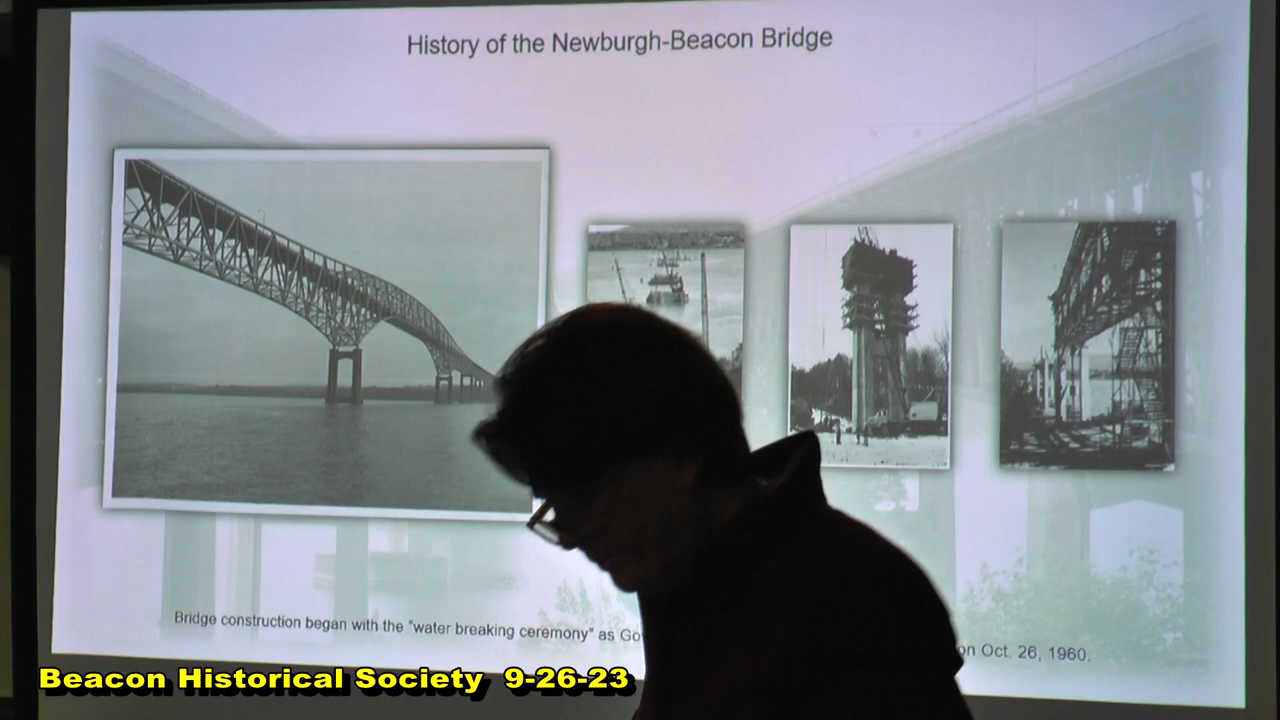 History of the Newburgh-Beacon Bridge
Bridge construction began with the "water breaking ceremony" as on Oct. 26, 1960.
Beacon Historical Society 9-26-23